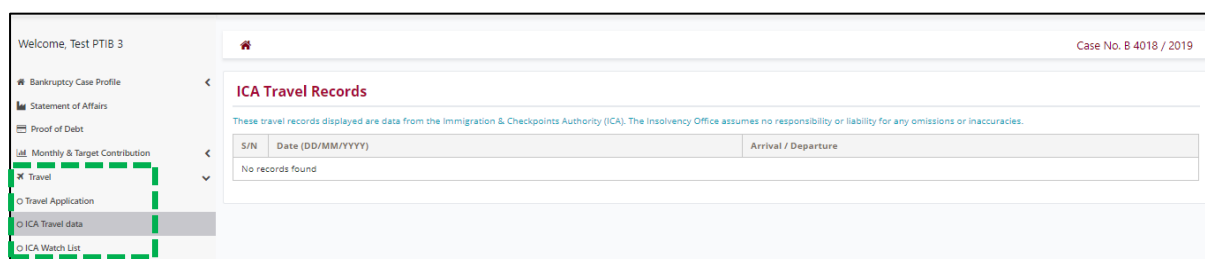 Welcome, Test PTIB 3
Case No. B 4018 / 2019
Bankruptcy Case Profile
Statement of Affairs
Proof of Debt
Monthly & Target Contribution
Travel
Travel Application
ICA Travel data
ICA Watch List
ICA Travel Records
These travel records displayed are data from the Immigration & Checkpoints Authority (ICA). The Insolvency Office assumes no responsibility or liability for any omissions or inaccuracies.
S/N Date (DD/MM/YYYY) Arrival / Departure
No records found